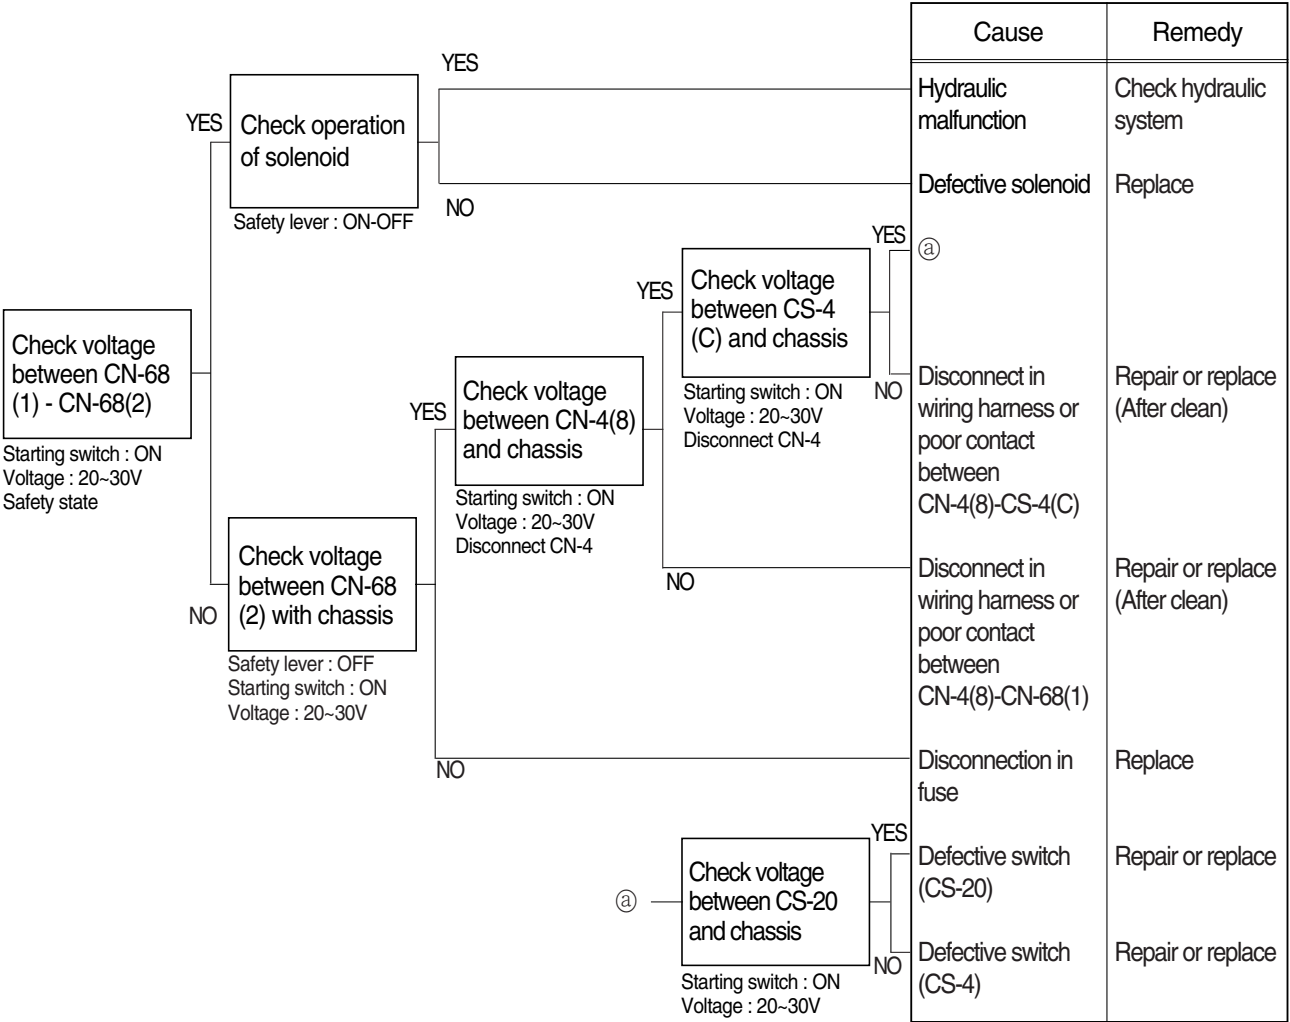 Cause
Remedy
YES
Hydraulic
malfunction
Check hydraulic
system
YES
Check operation
of solenoid
Defective solenoid
Replace
NO
Safety lever : ON-OFF
YES
ⓐ
YES
Check voltage
between CS-4
(C) and chassis
Starting switch : ON
Voltage : 20~30V
Disconnect CN-4
NO
Disconnect in
wiring harness or
poor contact
between
CN-4(8)-CS-4(C)
Repair or replace
(After clean)
Check voltage
between CN-68
(1) - CN-68(2)
Starting switch : ON
Voltage : 20~30V
Safety state
YES
Check voltage
between CN-4(8)
and chassis
Starting switch : ON
Voltage : 20~30V
Disconnect CN-4
NO
Disconnect in
wiring harness or
poor contact
between
CN-4(8)-CN-68(1)
Repair or replace
(After clean)
NO
Check voltage
between CN-68
(2) with chassis
Safety lever : OFF
Starting switch : ON
Voltage : 20~30V
NO
Disconnection in
fuse
Replace
YES
ⓐ
Check voltage
between CS-20
and chassis
Starting switch : ON
Voltage : 20~30V
Defective switch
(CS-20)
Repair or replace
NO
Defective switch
(CS-4)
Repair or replace